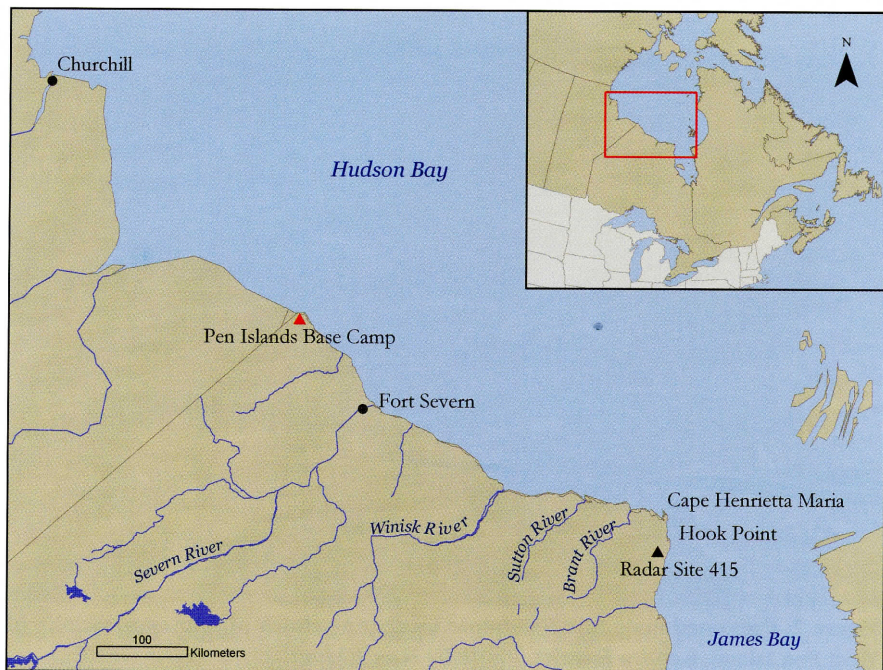 Churchill
N
Hudson Bay
Pen Islands Base Camp
Fort Severn
Cape Henrietta Maria
Hook Point
Radar Site 415
Severn River
Winisk River
Sutton River
Brant River
James Bay
100
Kilometers